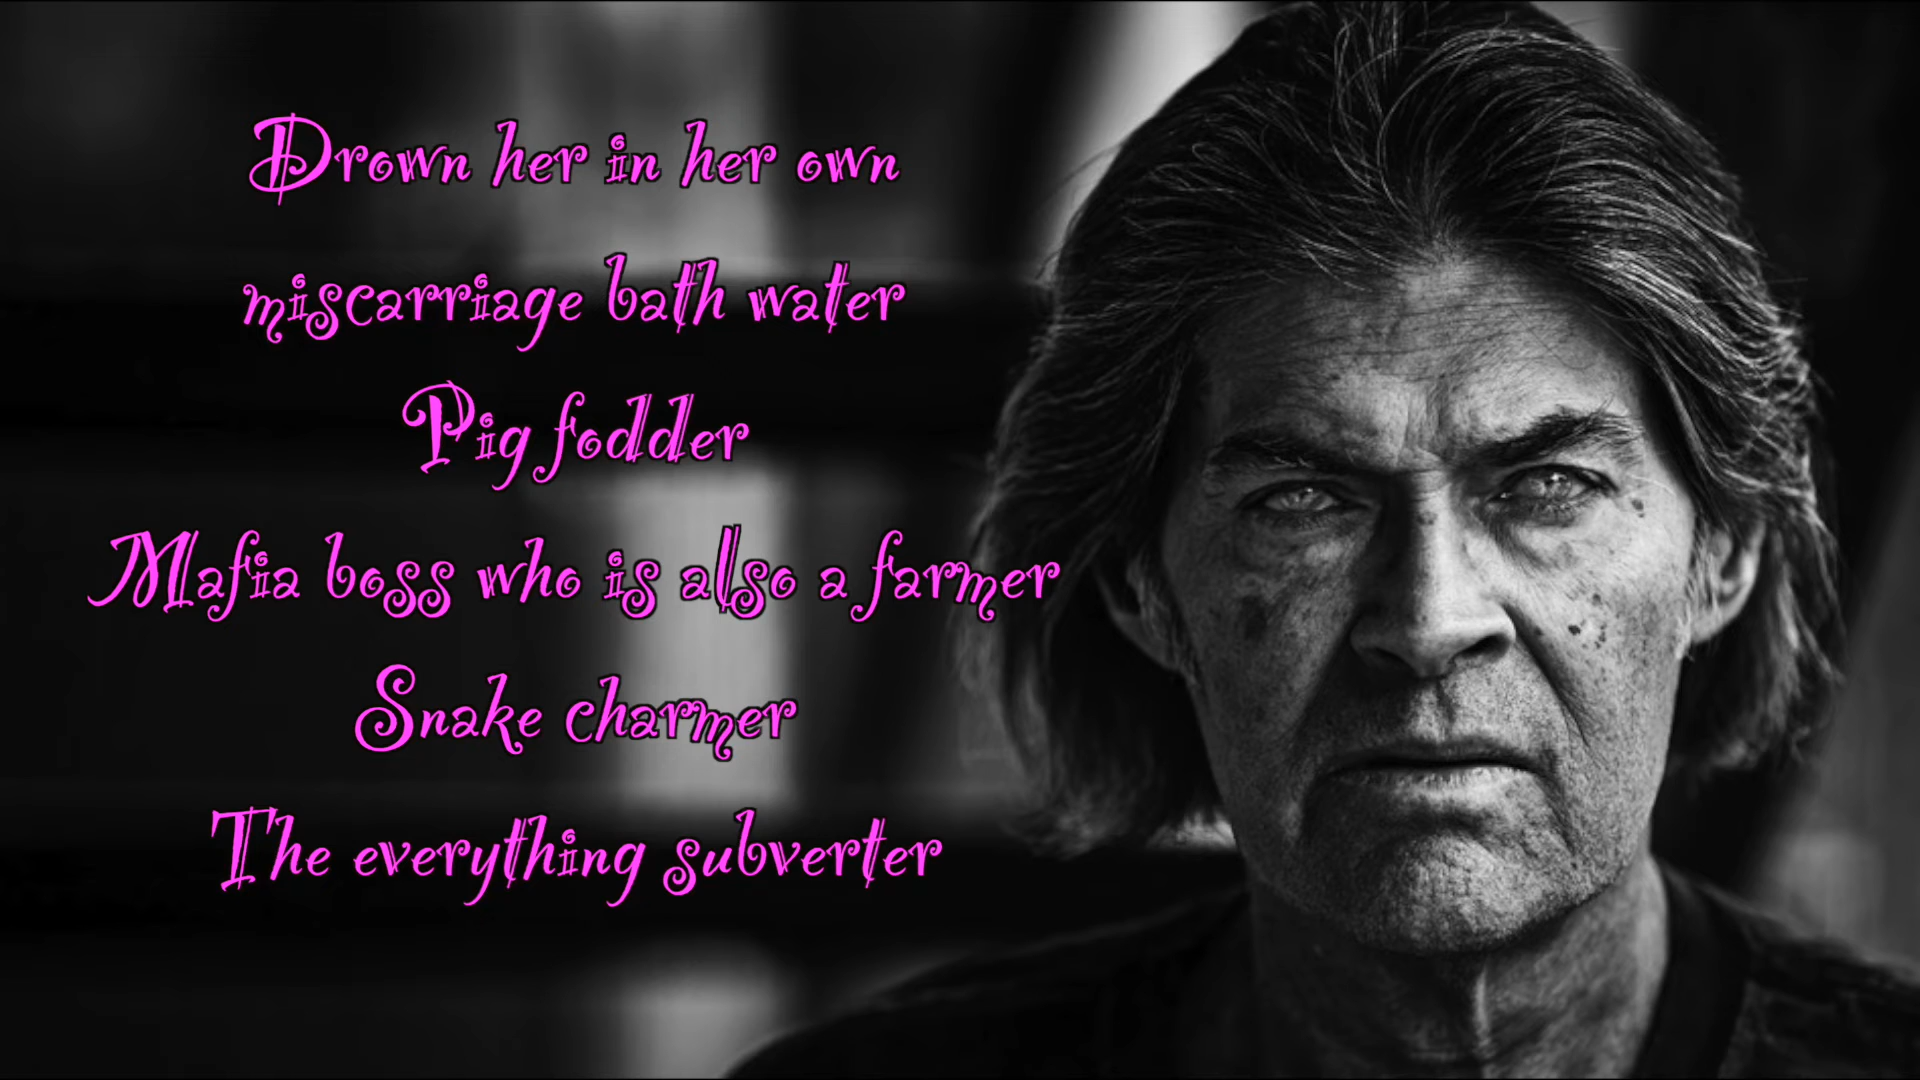 Drown her in her own
miscarriage bath water
Pig fodder
Mafia boss who is also a farmer
Snake charmer
The everything subverter